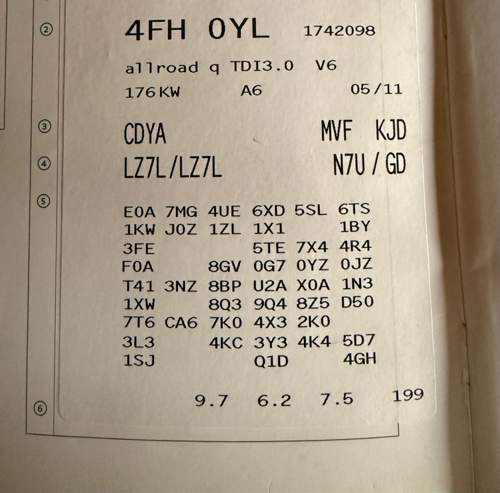 ② 4FH 0YL 1742098
allroad q TDI3.0 V6
176KW A6 05/11
③ CDYA MVF KJD
④ LZ7L/LZ7L N7U/GD
⑤ E0A 7MG 4UE 6XD 5SL 6TS
1KW J0Z 1ZL 1X1 1BY
3FE 5TE 7X4 4R4
F0A 8GV 0G7 0YZ 0JZ
T41 3NZ 8BP U2A X0A 1N3
1XW 8Q3 9Q4 8Z5 D50
7T6 CA6 7K0 4X3 2K0
3L3 4KC 3Y3 4K4 5D7
1SJ Q1D 4GH
⑥ 9.7 6.2 7.5 199